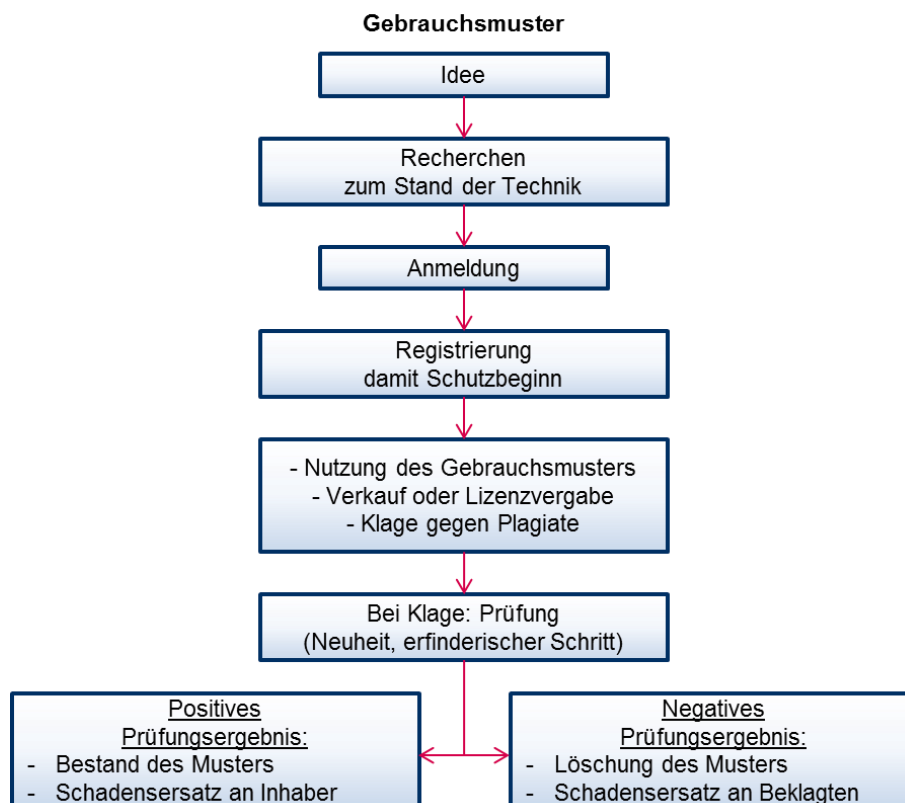 Gebrauchsmuster
Idee
Recherchen
zum Stand der Technik
Anmeldung
Registrierung
damit Schutzbeginn
- Nutzung des Gebrauchsmusters
- Verkauf oder Lizenzvergabe
- Klage gegen Plagiate
Bei Klage: Prüfung
(Neuheit, erfinderischer Schritt)
Positives
Prüfungsergebnis:
- Bestand des Musters
- Schadensersatz an Inhaber
Negatives
Prüfungsergebnis:
- Löschung des Musters
- Schadensersatz an Beklagten